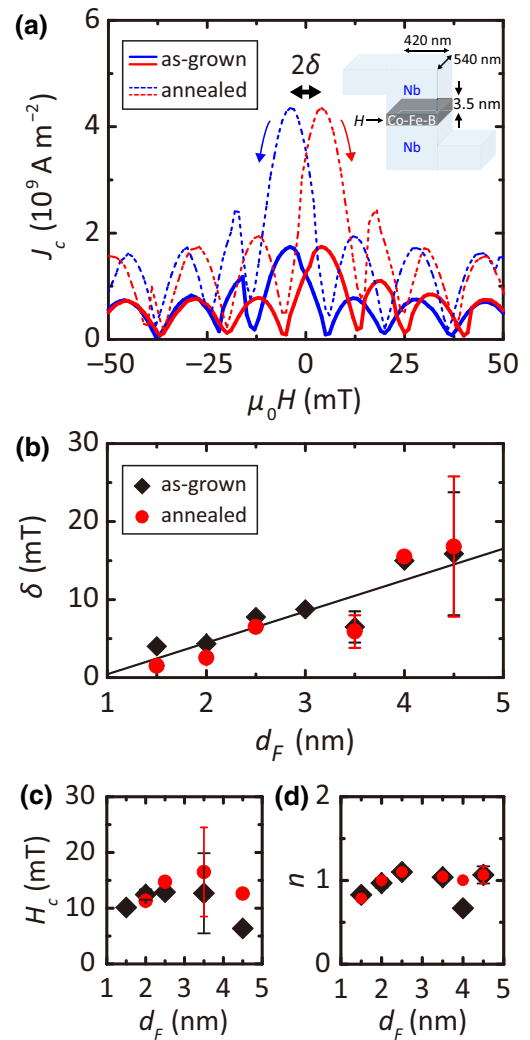 (a)
6
4
2
0
J_c (10^9 A m^−2)
as-grown
annealed
2δ
420 nm
540 nm
Nb
3.5 nm
H
Co-Fe-B
Nb
−50 −25 0 25 50
μ_0H (mT)
(b)
30
20
10
0
δ (mT)
as-grown
annealed
1 2 3 4 5
d_F (nm)
(c)
30
20
10
0
H_c (mT)
1 2 3 4 5
d_F (nm)
(d)
2
1
0
n
1 2 3 4 5
d_F (nm)